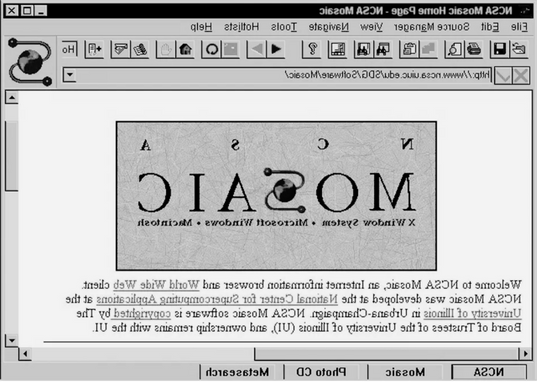 NCSA Mosaic Home Page - NCSA Mosaic
File Edit Source Manager View Navigate Tools Hotlists Help
Ho
http://www.ncsa.uiuc.edu/SDG/Software/Mosaic/
N C S A
MOSAIC
X Window System • Microsoft Windows • Macintosh
Welcome to NCSA Mosaic, an Internet information browser and World Wide Web client.
NCSA Mosaic was developed at the National Center for Supercomputing Applications at the
University of Illinois in Urbana-Champaign. NCSA Mosaic software is copyrighted by The
Board of Trustees of the University of Illinois (UI), and ownership remains with the UI.
NCSA Mosaic Photo CD Metasearch